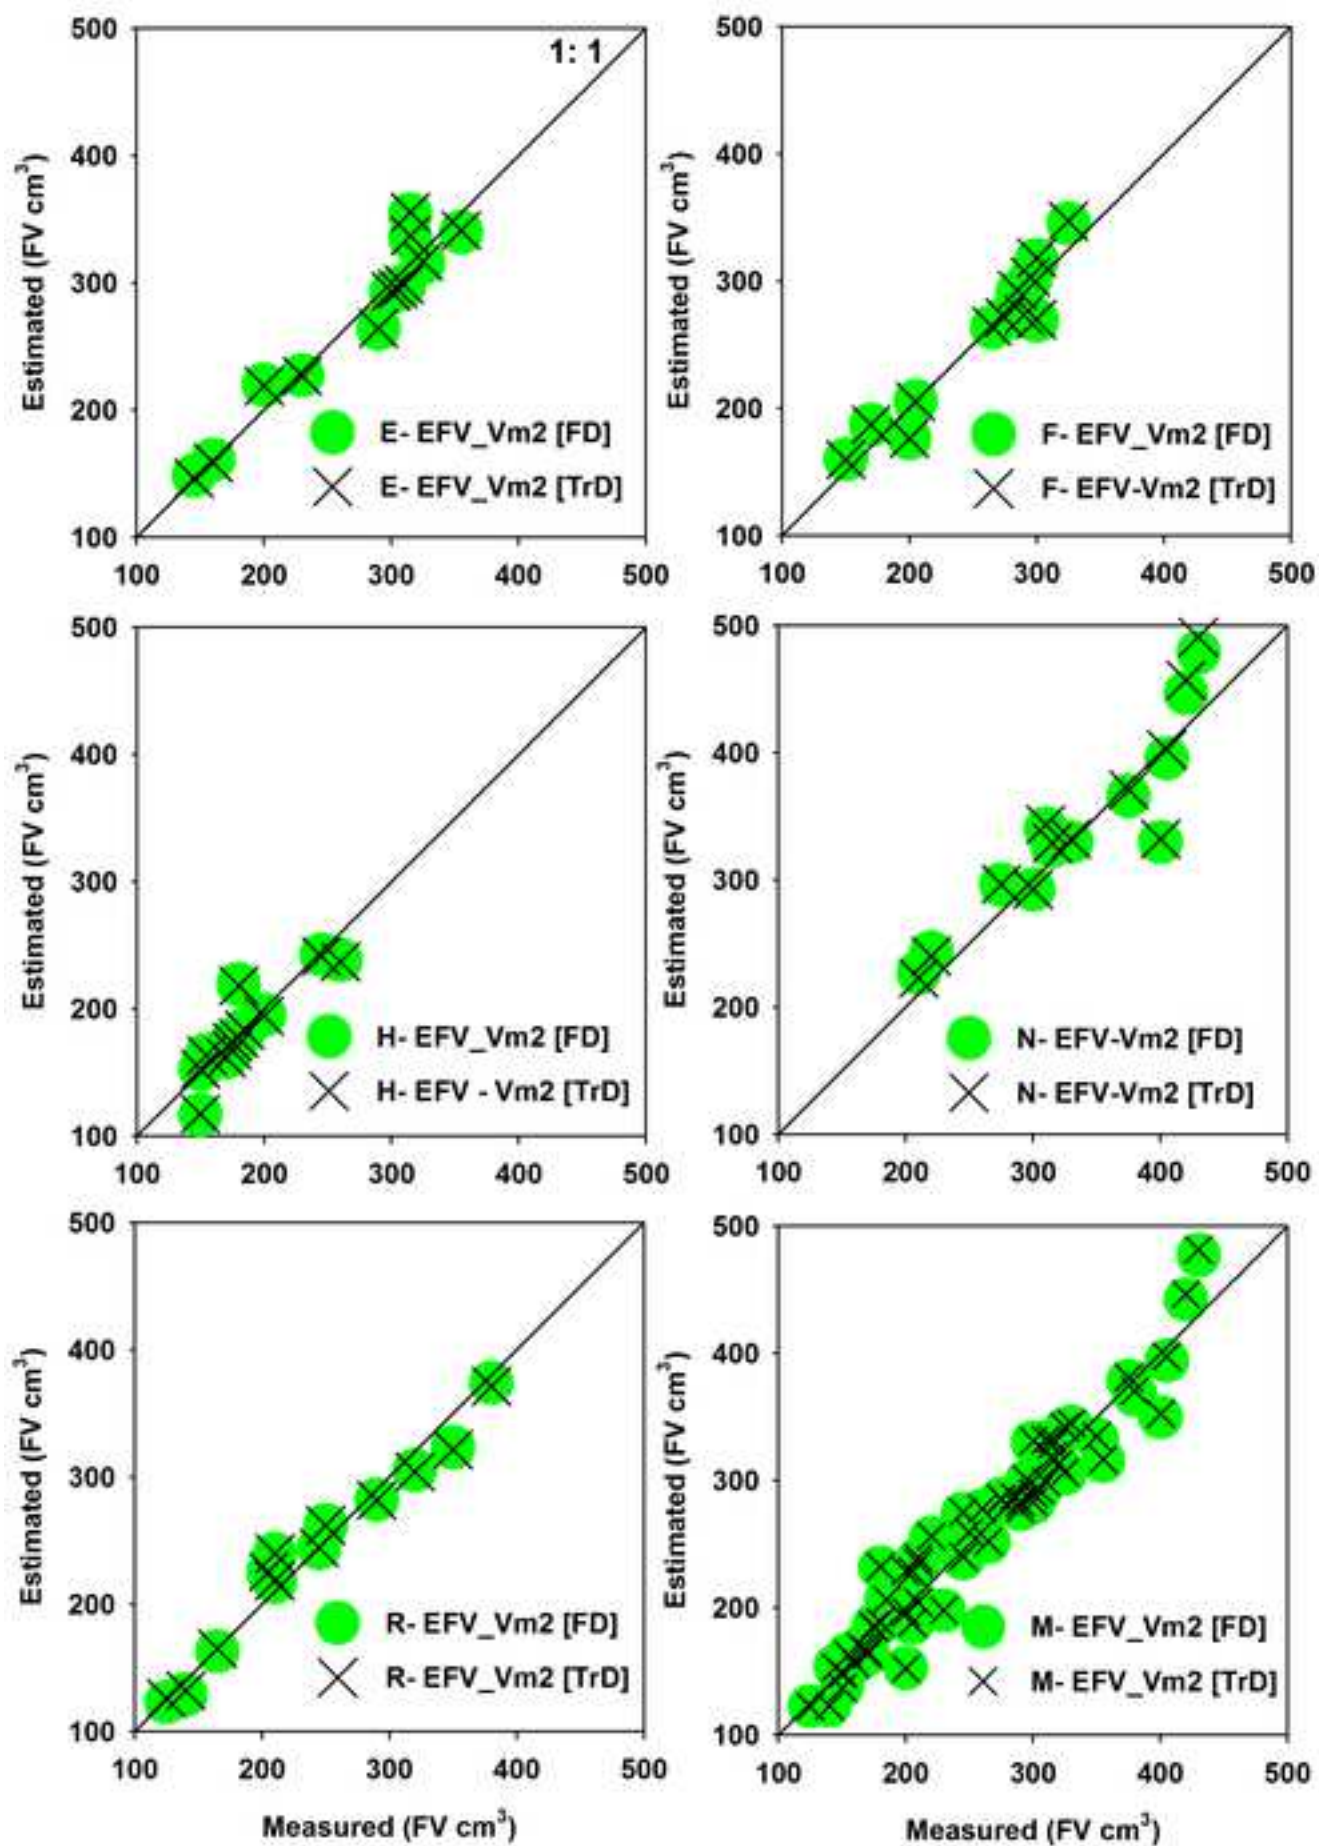 500
1: 1
400
Estimated (FV cm³)
300
200
E- EFV_Vm2 [FD]
E- EFV_Vm2 [TrD]
100
100 200 300 400 500
500
400
Estimated (FV cm³)
300
200
F- EFV_Vm2 [FD]
F- EFV-Vm2 [TrD]
100
100 200 300 400 500
500
400
Estimated (FV cm³)
300
200
H- EFV_Vm2 [FD]
H- EFV - Vm2 [TrD]
100
100 200 300 400 500
500
400
Estimated (FV cm³)
300
200
N- EFV-Vm2 [FD]
N- EFV-Vm2 [TrD]
100
100 200 300 400 500
500
400
Estimated (FV cm³)
300
200
R- EFV_Vm2 [FD]
R- EFV_Vm2 [TrD]
100
100 200 300 400 500
Measured (FV cm³)
500
400
Estimated (FV cm³)
300
200
M- EFV_Vm2 [FD]
M- EFV_Vm2 [TrD]
100
100 200 300 400 500
Measured (FV cm³)